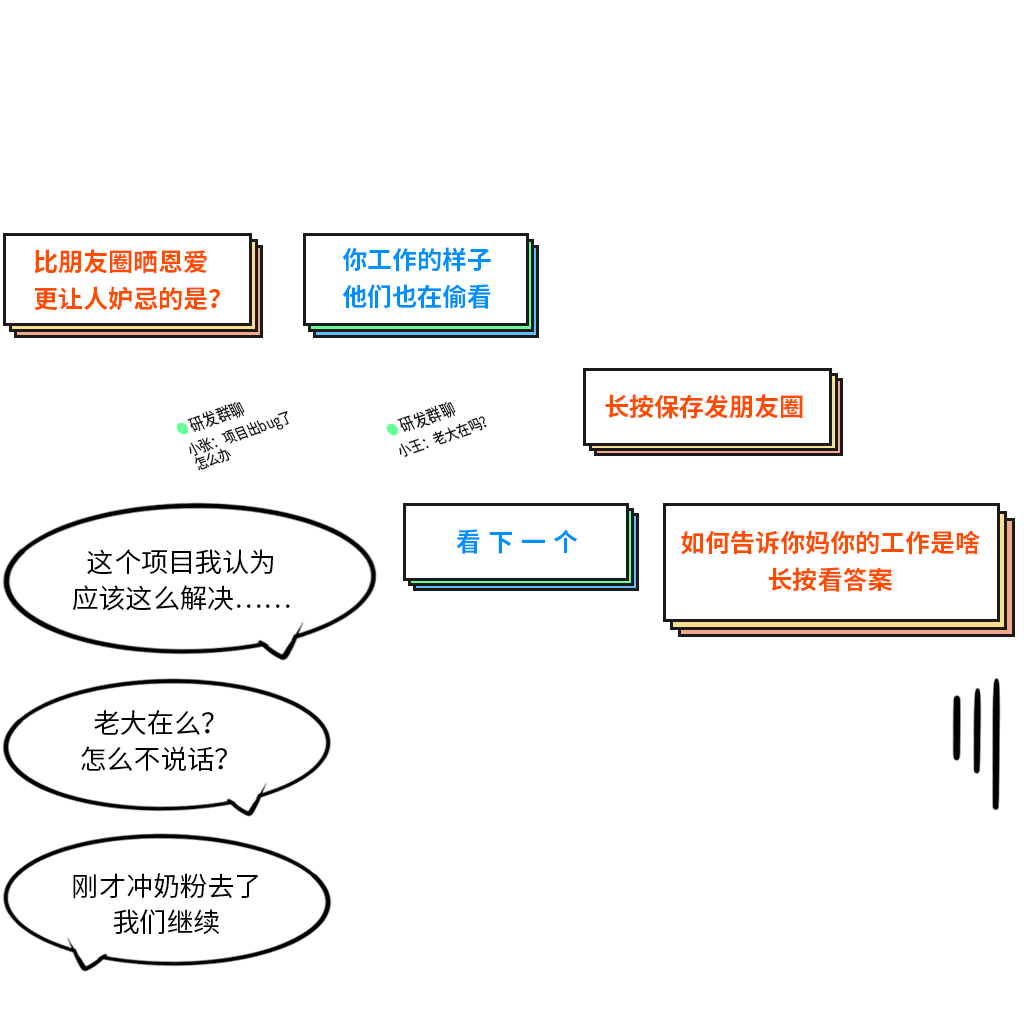 比朋友圈晒恩爱
更让人妒忌的是？
你工作的样子
他们也在偷看
长按保存发朋友圈
研发群聊
小张：项目出bug了
怎么办
研发群聊
小王：老大在吗？
看下一个
如何告诉你妈你的工作是啥
长按看答案
这个项目我认为
应该这么解决……
老大在么？
怎么不说话？
刚才冲奶粉去了
我们继续